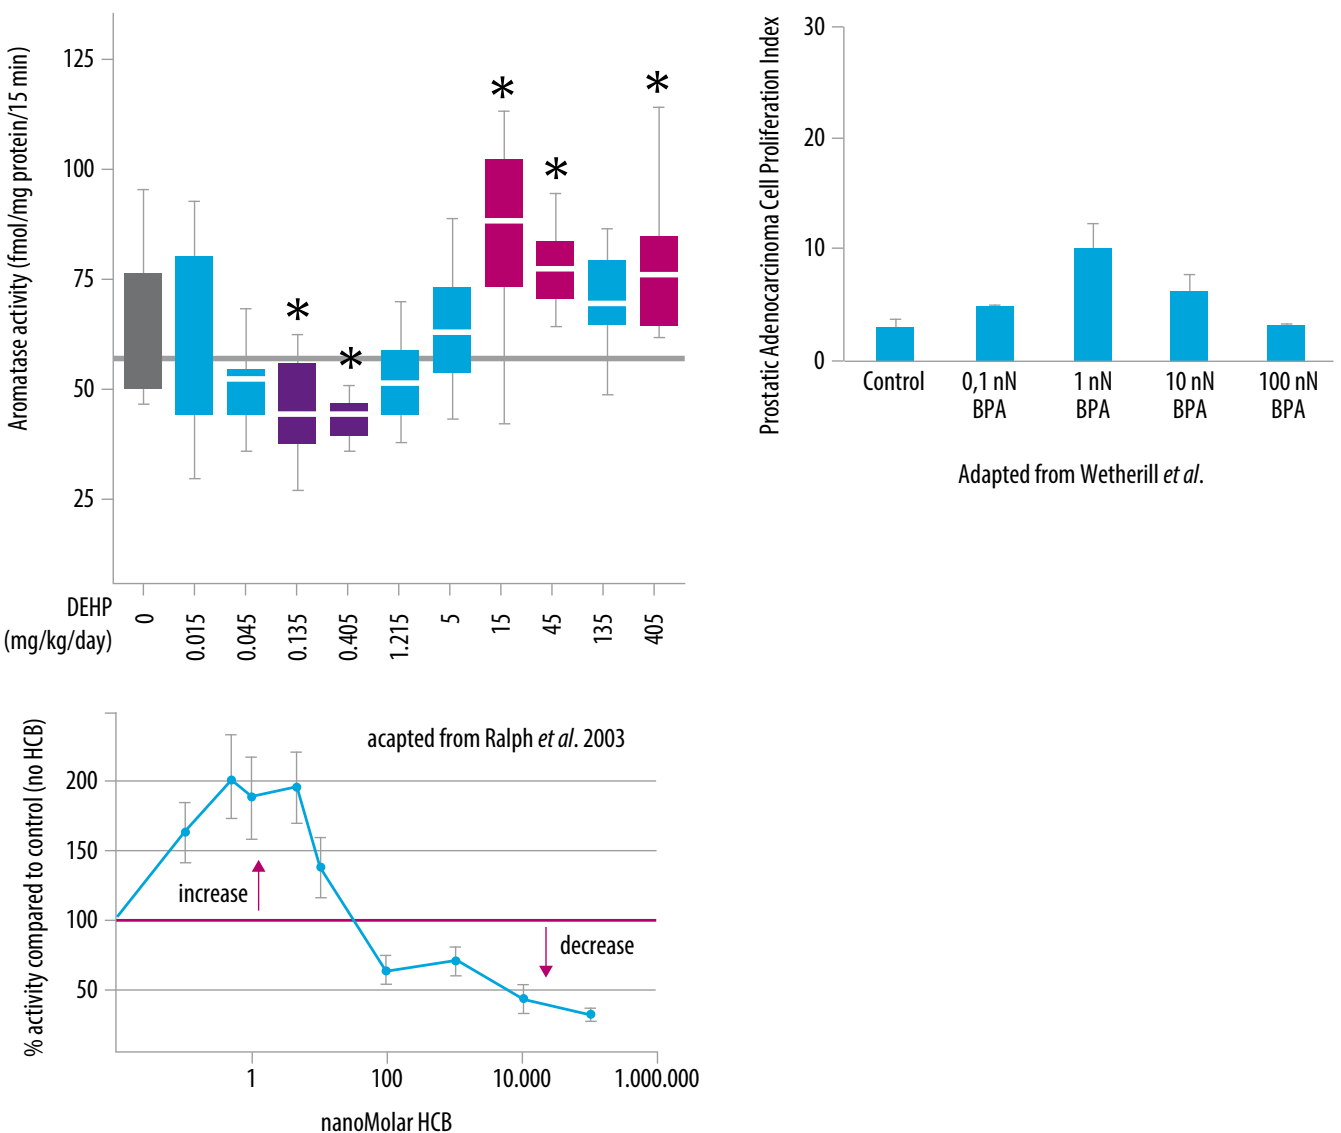 Aromatase activity (fmol/mg protein/15 min)
125
100
75
50
25
*
*
*
*
*
DEHP
(mg/kg/day)
0
0.015
0.045
0.135
0.405
1.215
5
15
45
135
405
Prostatic Adenocarcinoma Cell Proliferation Index
30
20
10
0
Control
0,1 nN
BPA
1 nN
BPA
10 nN
BPA
100 nN
BPA
Adapted from Wetherill et al.
% activity compared to control (no HCB)
acapted from Ralph et al. 2003
200
150
100
50
increase
decrease
1
100
10.000
1.000.000
nanoMolar HCB